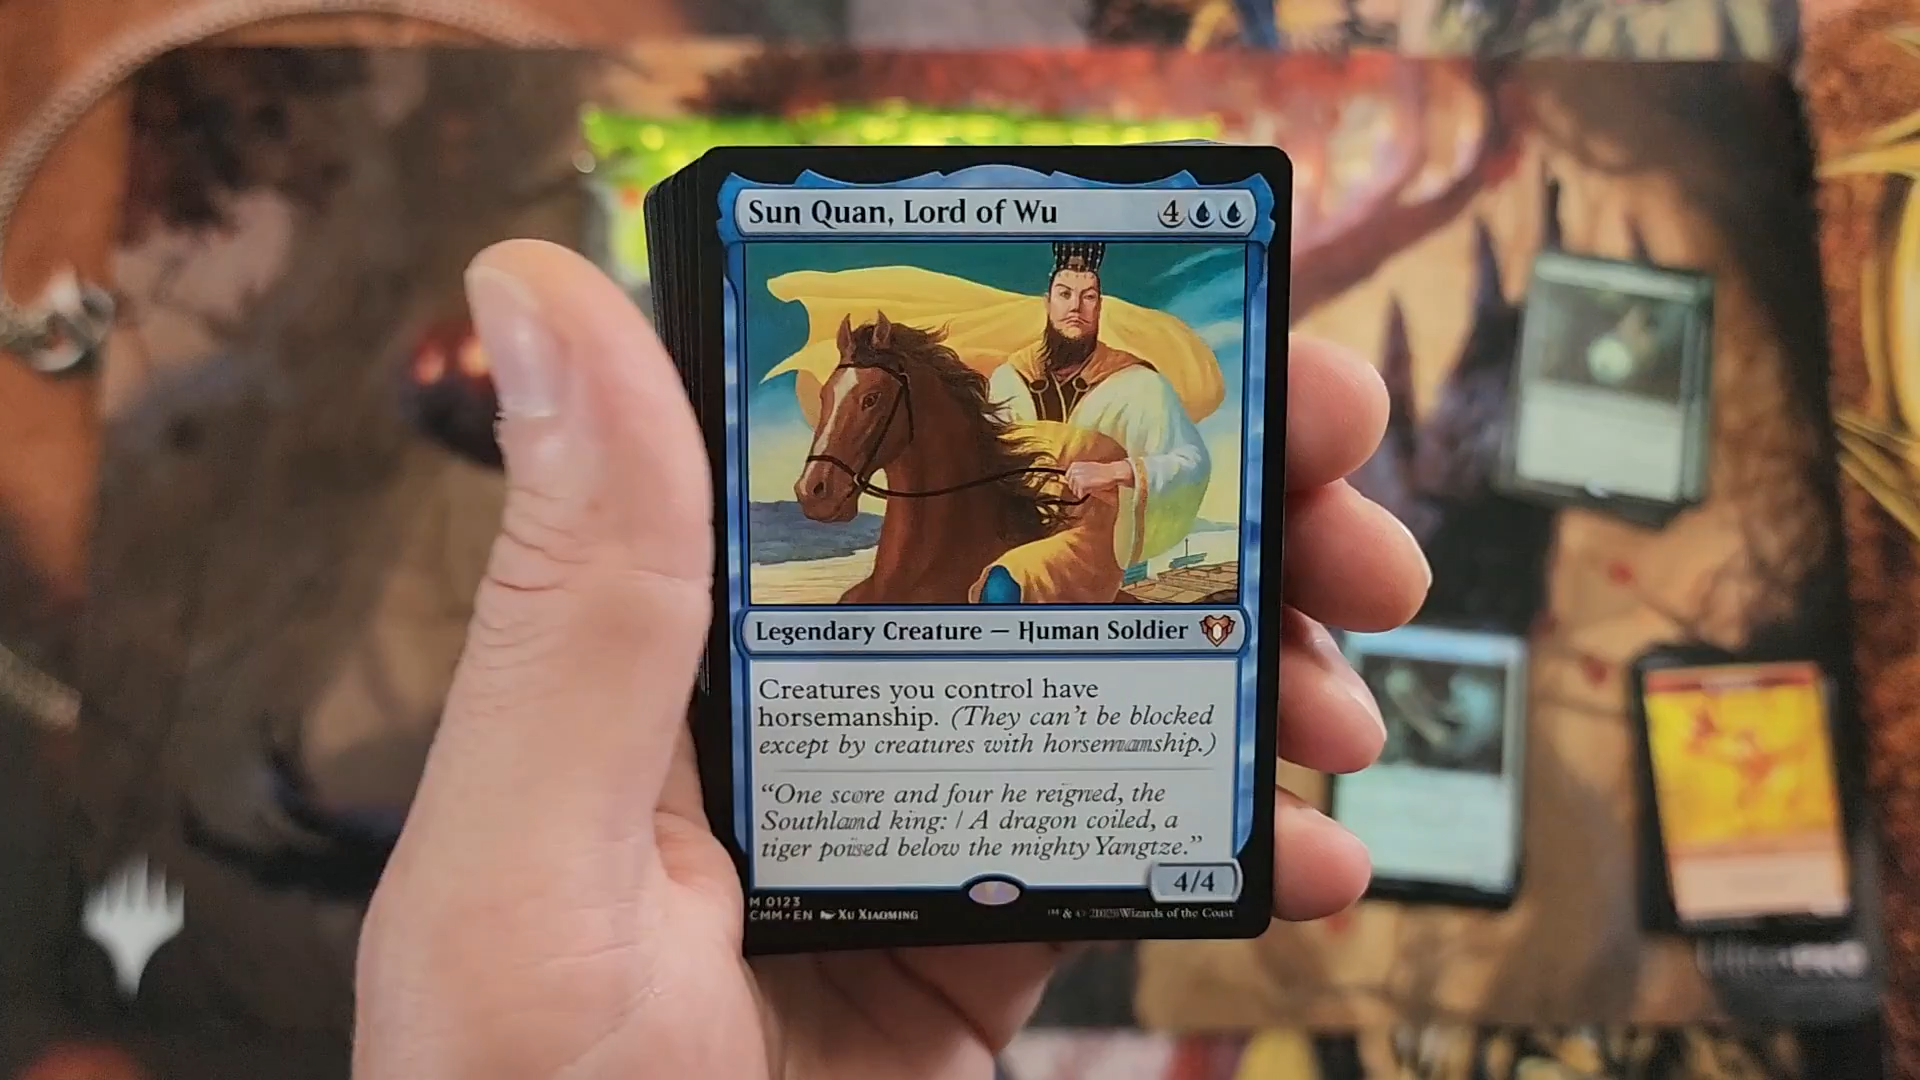 Sun Quan, Lord of Wu 4
Legendary Creature — Human Soldier
Creatures you control have
horsemanship. (They can't be blocked
except by creatures with horsemanship.)
"One score and four he reigned, the
Southland king: / A dragon coiled, a
tiger poised below the mighty Yangtze."
4/4
M 0123
CMM • EN Xu Xiaoming
™ & © 2023 Wizards of the Coast